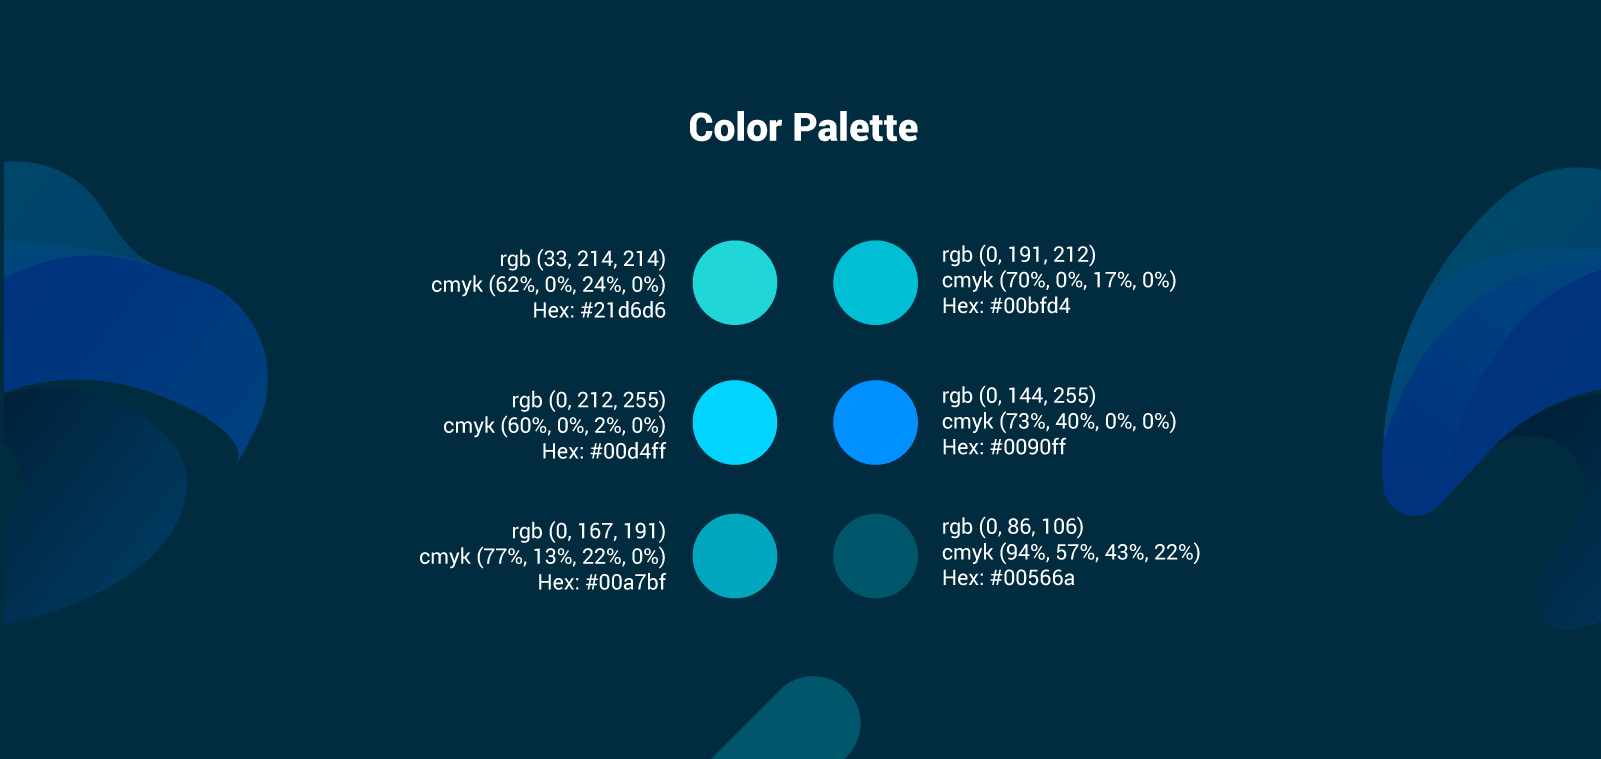 Color Palette
rgb (33, 214, 214)
cmyk (62%, 0%, 24%, 0%)
Hex: #21d6d6
rgb (0, 191, 212)
cmyk (70%, 0%, 17%, 0%)
Hex: #00bfd4
rgb (0, 212, 255)
cmyk (60%, 0%, 2%, 0%)
Hex: #00d4ff
rgb (0, 144, 255)
cmyk (73%, 40%, 0%, 0%)
Hex: #0090ff
rgb (0, 167, 191)
cmyk (77%, 13%, 22%, 0%)
Hex: #00a7bf
rgb (0, 86, 106)
cmyk (94%, 57%, 43%, 22%)
Hex: #00566a